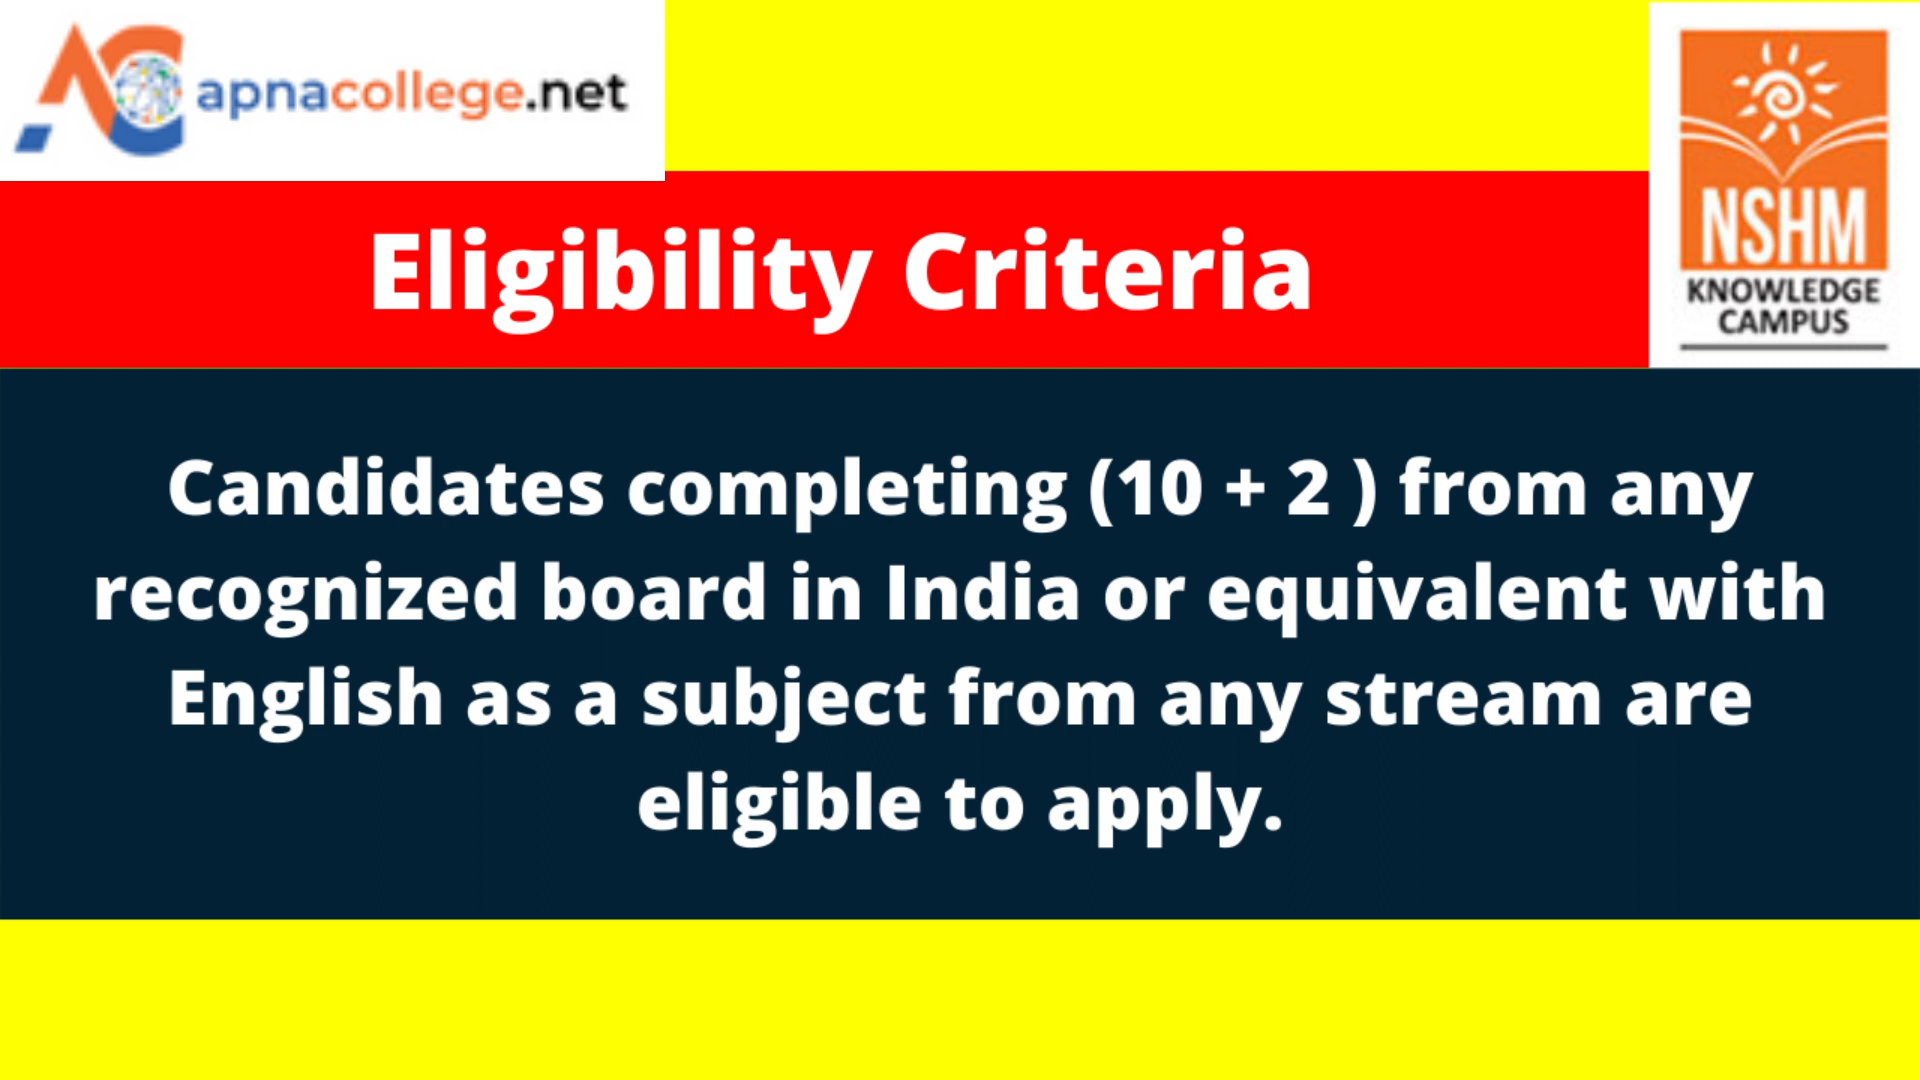 apnacollege.net
NSHM
KNOWLEDGE
CAMPUS
Eligibility Criteria
Candidates completing (10 + 2 ) from any
recognized board in India or equivalent with
English as a subject from any stream are
eligible to apply.